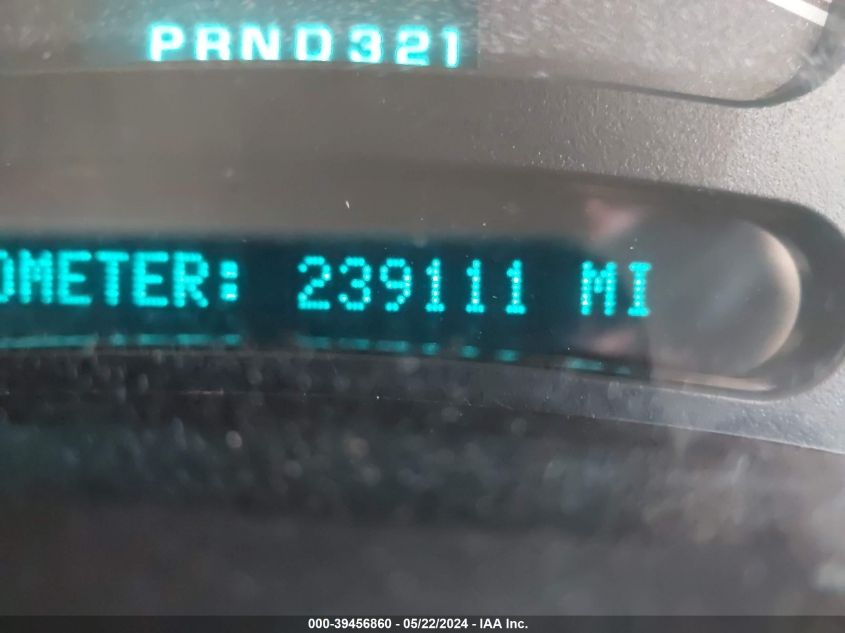 PRND321
OMETER: 239111 MI
000-39456860 - 05/22/2024 - IAA Inc.